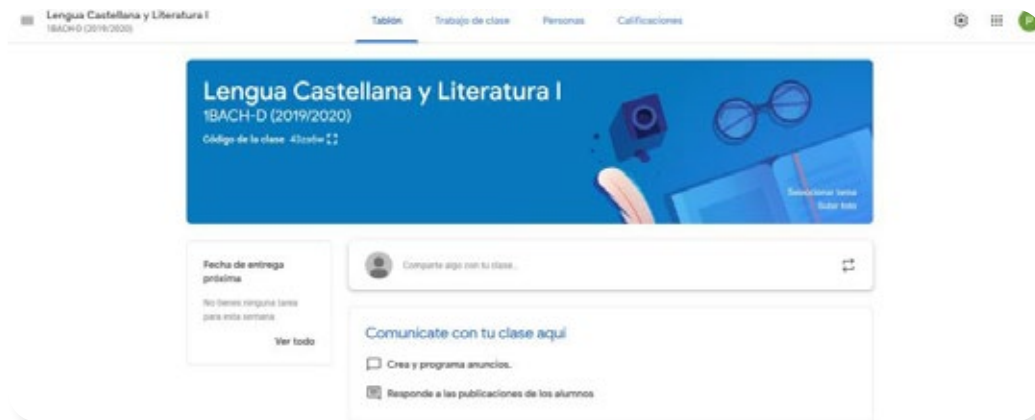 Lengua Castellana y Literatura I
1BACH-D (2019/2020)
Tablón
Trabajo de clase
Personas
Calificaciones
P
Lengua Castellana y Literatura I
1BACH-D (2019/2020)
Código de la clase
Seleccionar tema
Subir foto
Fecha de entrega
próxima
No tienes ninguna tarea
para esta semana
Ver todo
Comparte algo con tu clase...
Comunícate con tu clase aquí
Crea y programa anuncios.
Responde a las publicaciones de los alumnos